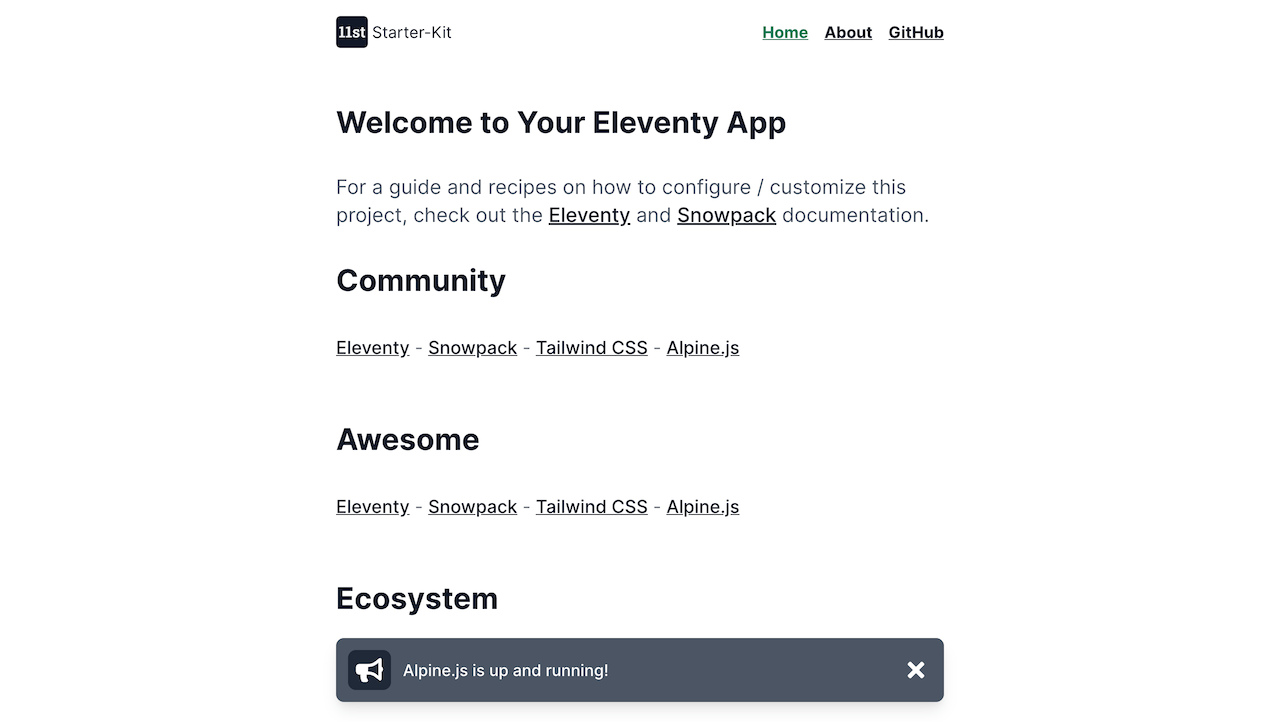 11st Starter-Kit
Home About GitHub
Welcome to Your Eleventy App
For a guide and recipes on how to configure / customize this
project, check out the Eleventy and Snowpack documentation.
Community
Eleventy - Snowpack - Tailwind CSS - Alpine.js
Awesome
Eleventy - Snowpack - Tailwind CSS - Alpine.js
Ecosystem
Alpine.js is up and running!